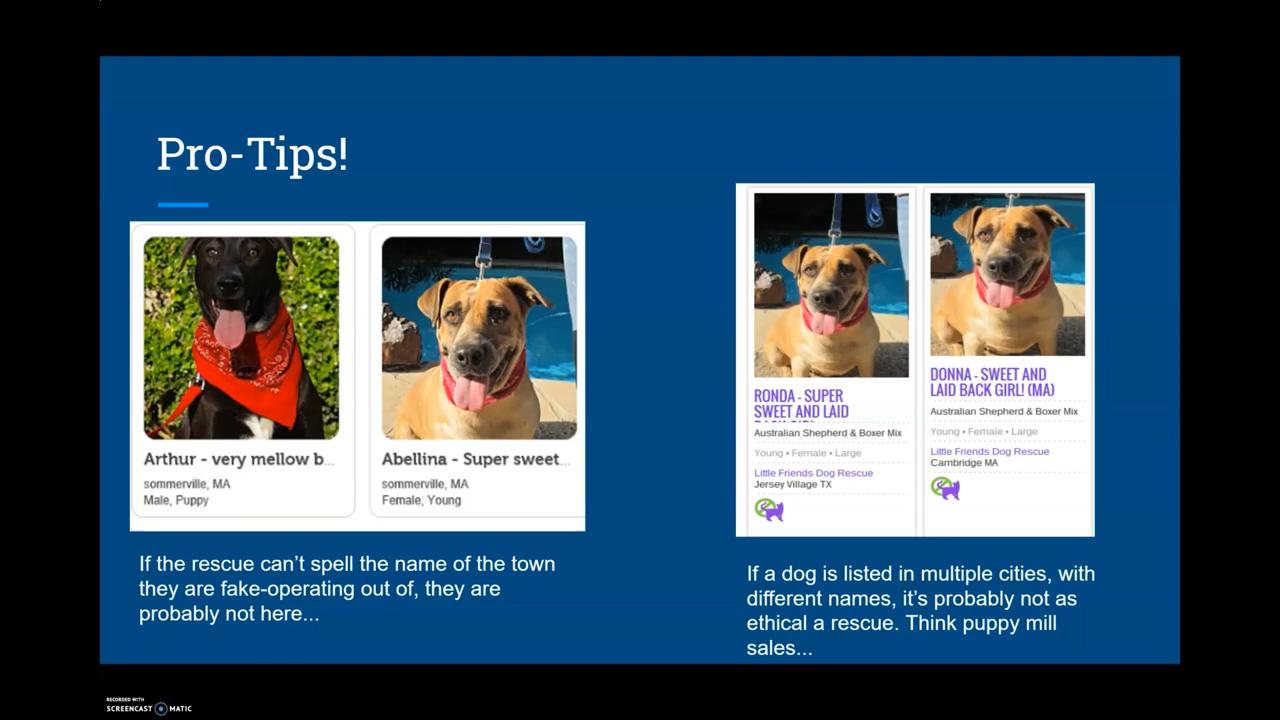 Pro-Tips!
Arthur - very mellow b...
sommerville, MA
Male, Puppy
Abellina - Super sweet...
sommerville, MA
Female, Young
If the rescue can't spell the name of the town
they are fake-operating out of, they are
probably not here...
RONDA - SUPER
SWEET AND LAID
Australian Shepherd & Boxer Mix
Young • Female • Large
Little Friends Dog Rescue
Jersey Village TX
DONNA - SWEET AND
LAID BACK GIRL! (MA)
Australian Shepherd & Boxer Mix
Young • Female • Large
Little Friends Dog Rescue
Cambridge MA
If a dog is listed in multiple cities, with
different names, it's probably not as
ethical a rescue. Think puppy mill
sales...
RECORDED WITH
SCREENCAST MATIC